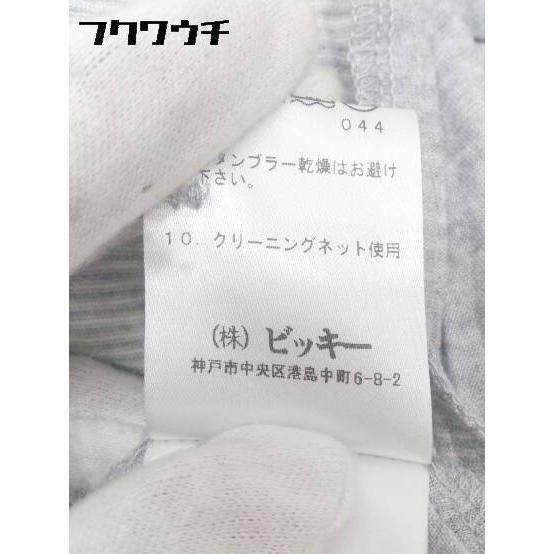 フクワウチ
044
タンブラー乾燥はお避け
下さい。
10. クリーニングネット使用
(株) ビッキー
神戸市中央区港島中町6-8-2